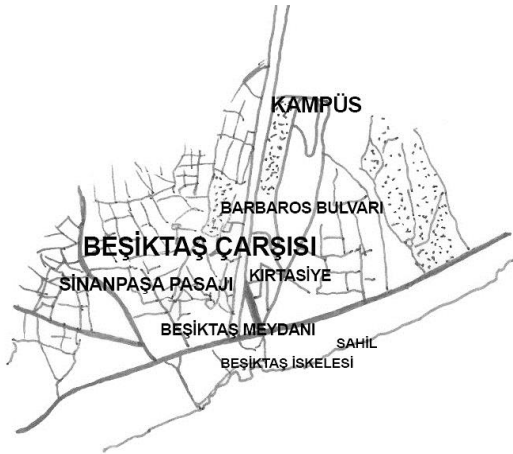 KAMPÜS
BARBAROS BULVARI
BEŞİKTAŞ ÇARŞISI
SİNANPAŞA PASAJI
KIRTASİYE
BEŞİKTAŞ MEYDANI
SAHİL
BEŞİKTAŞ İSKELESİ